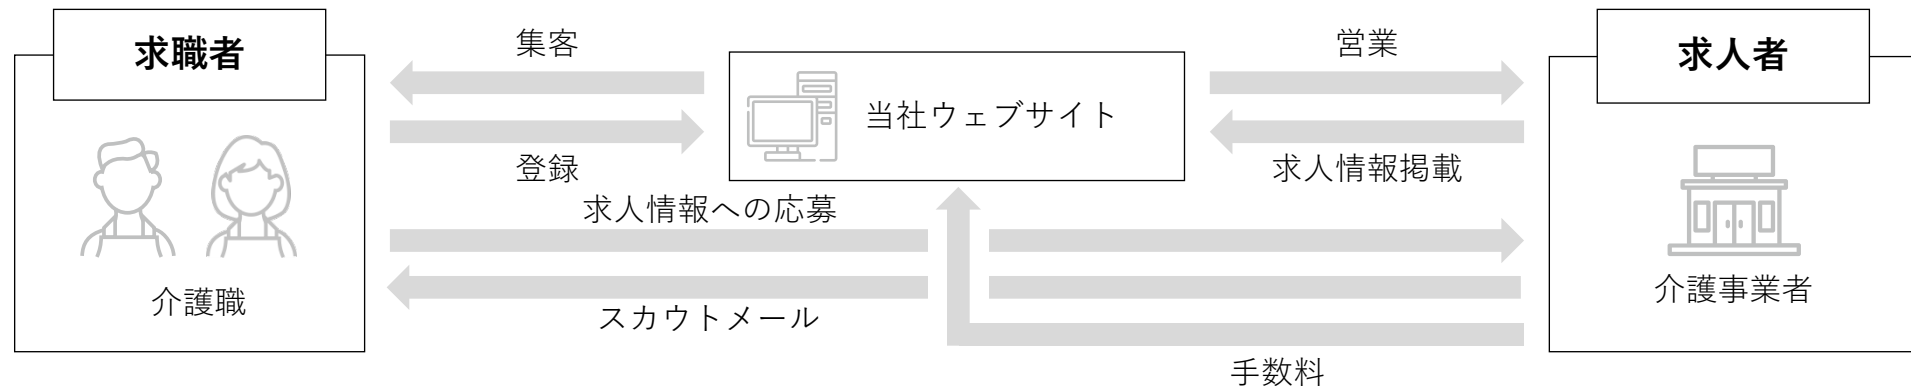 求職者
集客
営業
求人者
当社ウェブサイト
登録
求人情報掲載
求人情報への応募
介護職
介護事業者
スカウトメール
手数料